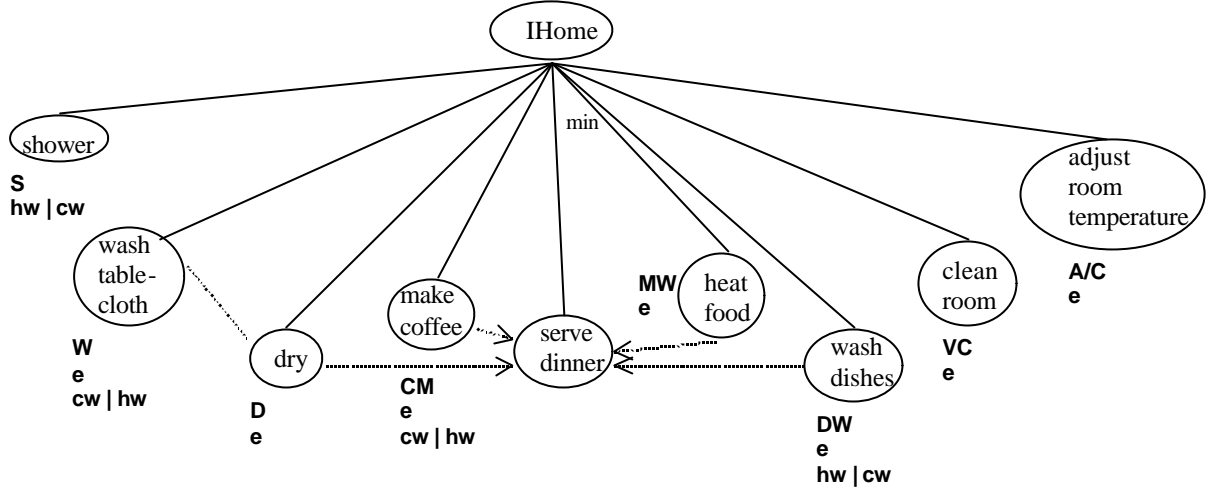 IHome
min
shower
S
hw | cw
wash
table-
cloth
W
e
cw | hw
dry
D
e
make
coffee
CM
e
cw | hw
serve
dinner
MW
e
heat
food
wash
dishes
DW
e
hw | cw
clean
room
VC
e
adjust
room
temperature
A/C
e